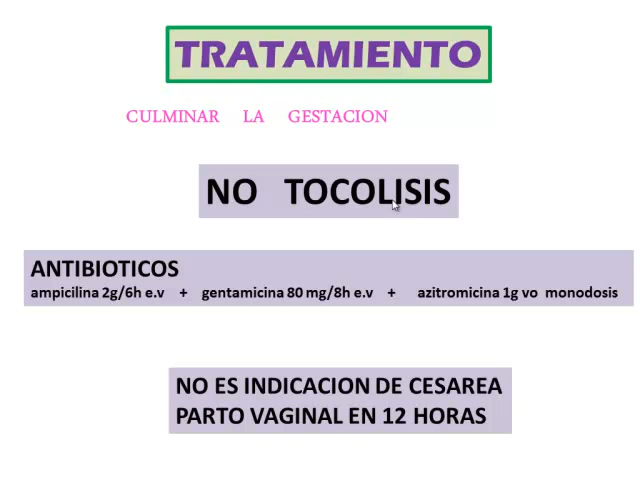 TRATAMIENTO
CULMINAR LA GESTACION
NO TOCOLISIS
ANTIBIOTICOS
ampicilina 2g/6h e.v + gentamicina 80 mg/8h e.v + azitromicina 1g vo monodosis
NO ES INDICACION DE CESAREA
PARTO VAGINAL EN 12 HORAS